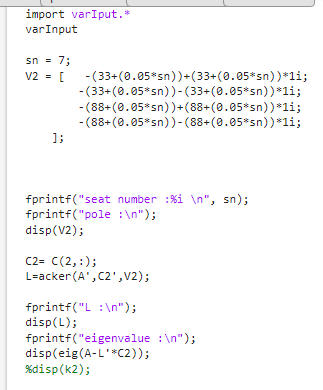 import varIput.*
varInput
sn = 7;
V2 = [   -(33+(0.05*sn))+(33+(0.05*sn))*1i;
-(33+(0.05*sn))-(33+(0.05*sn))*1i;
-(88+(0.05*sn))+(88+(0.05*sn))*1i;
-(88+(0.05*sn))-(88+(0.05*sn))*1i;
];
fprintf("seat number :%i \n", sn);
fprintf("pole :\n");
disp(V2);
C2= C(2,:);
L=acker(A',C2',V2);
fprintf("L :\n");
disp(L);
fprintf("eigenvalue :\n");
disp(eig(A-L'*C2));
%disp(k2);